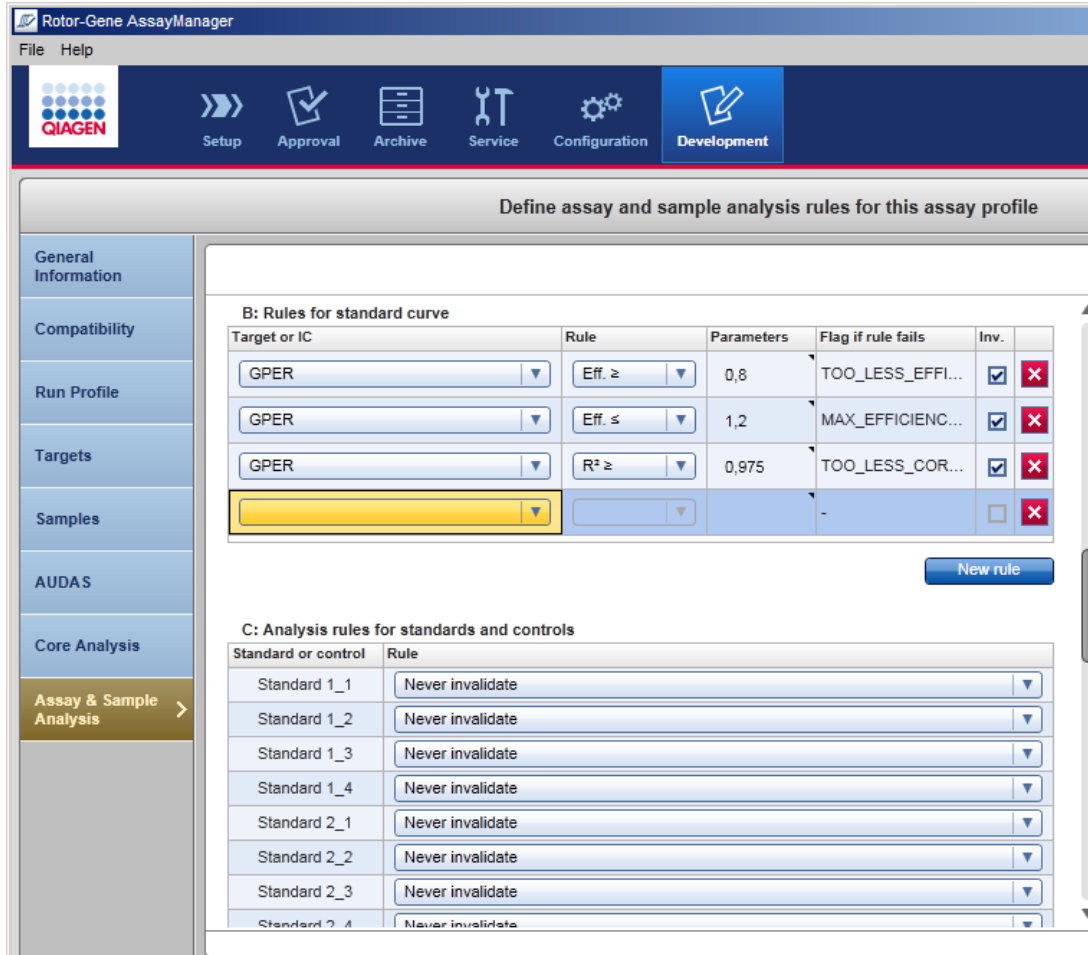 Rotor-Gene AssayManager
File Help
QIAGEN
Setup Approval Archive Service Configuration Development
Define assay and sample analysis rules for this assay profile
General
Information
Compatibility
Run Profile
Targets
Samples
AUDAS
Core Analysis
Assay & Sample
Analysis
B: Rules for standard curve
Target or IC Rule Parameters Flag if rule fails Inv.
GPER Eff. ≥ 0,8 TOO_LESS_EFFI...
GPER Eff. ≤ 1,2 MAX_EFFICIENC...
GPER R² ≥ 0,975 TOO_LESS_COR...
-
New rule
C: Analysis rules for standards and controls
Standard or control Rule
Standard 1_1 Never invalidate
Standard 1_2 Never invalidate
Standard 1_3 Never invalidate
Standard 1_4 Never invalidate
Standard 2_1 Never invalidate
Standard 2_2 Never invalidate
Standard 2_3 Never invalidate
Standard 2_4 Never invalidate